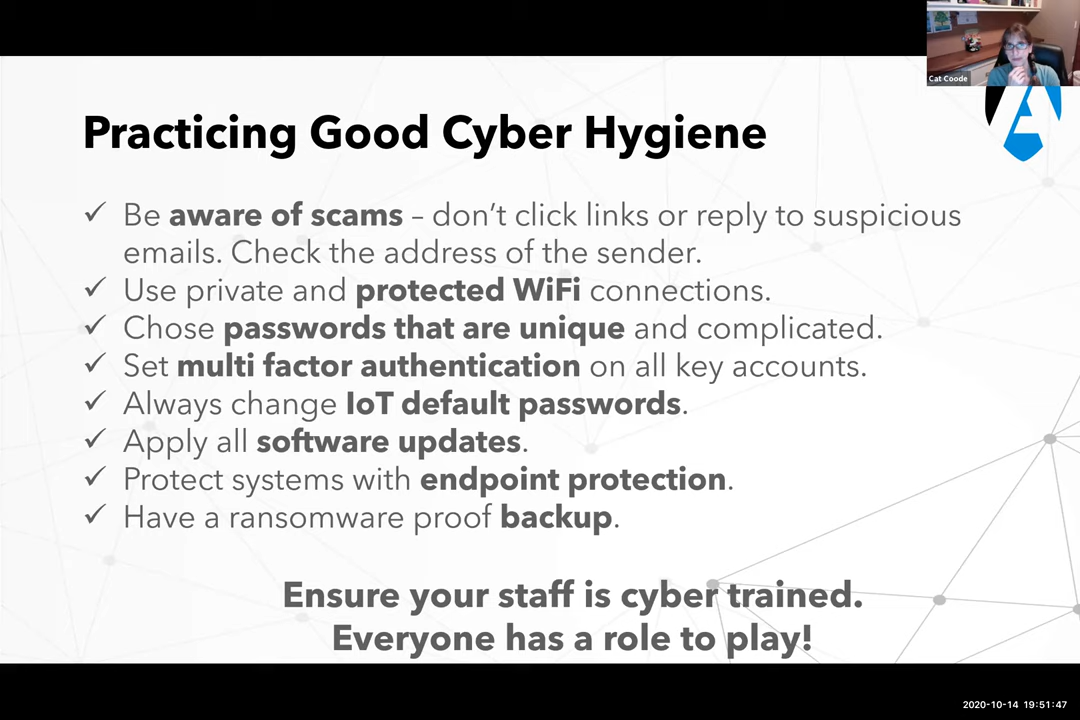 Cat Coode
Practicing Good Cyber Hygiene
✓ Be aware of scams – don’t click links or reply to suspicious
emails. Check the address of the sender.
✓ Use private and protected WiFi connections.
✓ Chose passwords that are unique and complicated.
✓ Set multi factor authentication on all key accounts.
✓ Always change IoT default passwords.
✓ Apply all software updates.
✓ Protect systems with endpoint protection.
✓ Have a ransomware proof backup.
Ensure your staff is cyber trained.
Everyone has a role to play!
2020-10-14 19:51:47